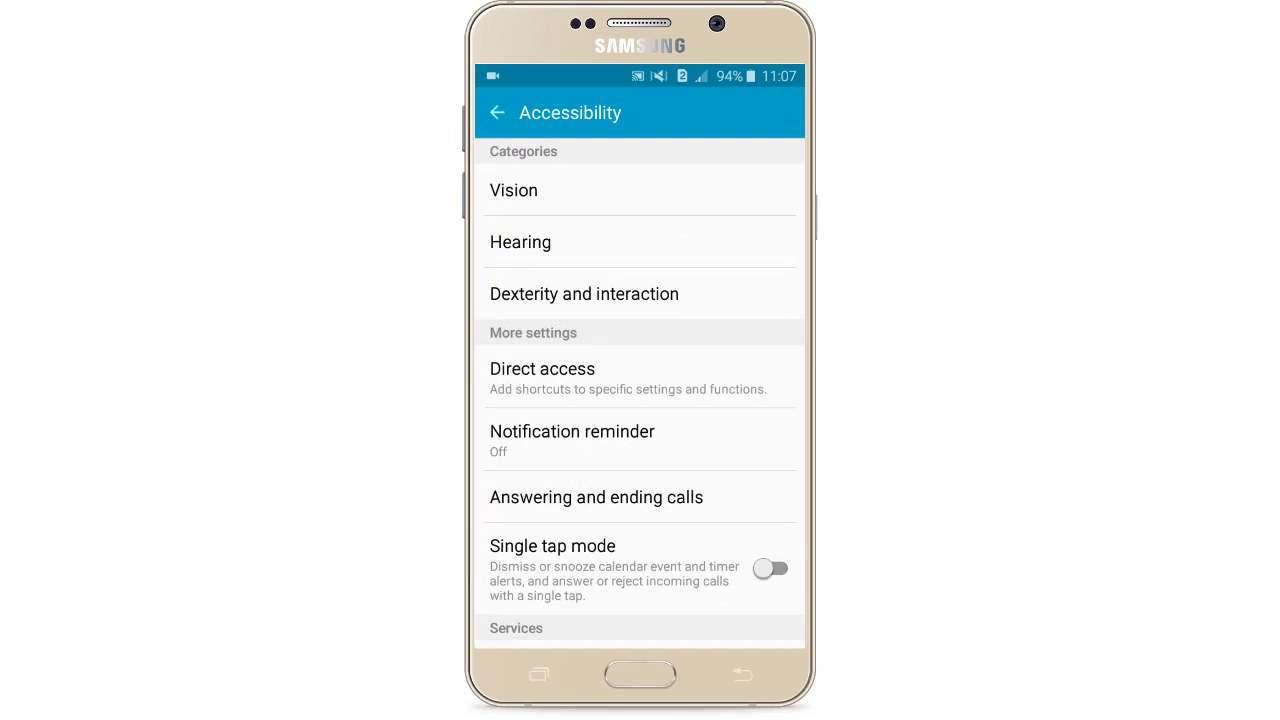 SAMSUNG
2 94% 11:07
Accessibility
Categories
Vision
Hearing
Dexterity and interaction
More settings
Direct access
Add shortcuts to specific settings and functions.
Notification reminder
Off
Answering and ending calls
Single tap mode
Dismiss or snooze calendar event and timer
alerts, and answer or reject incoming calls
with a single tap.
Services